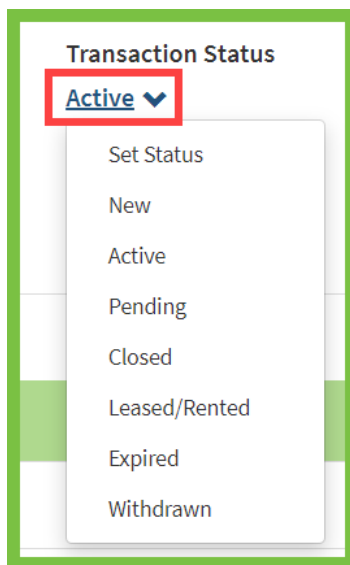 Transaction Status
Active
Set Status
New
Active
Pending
Closed
Leased/Rented
Expired
Withdrawn